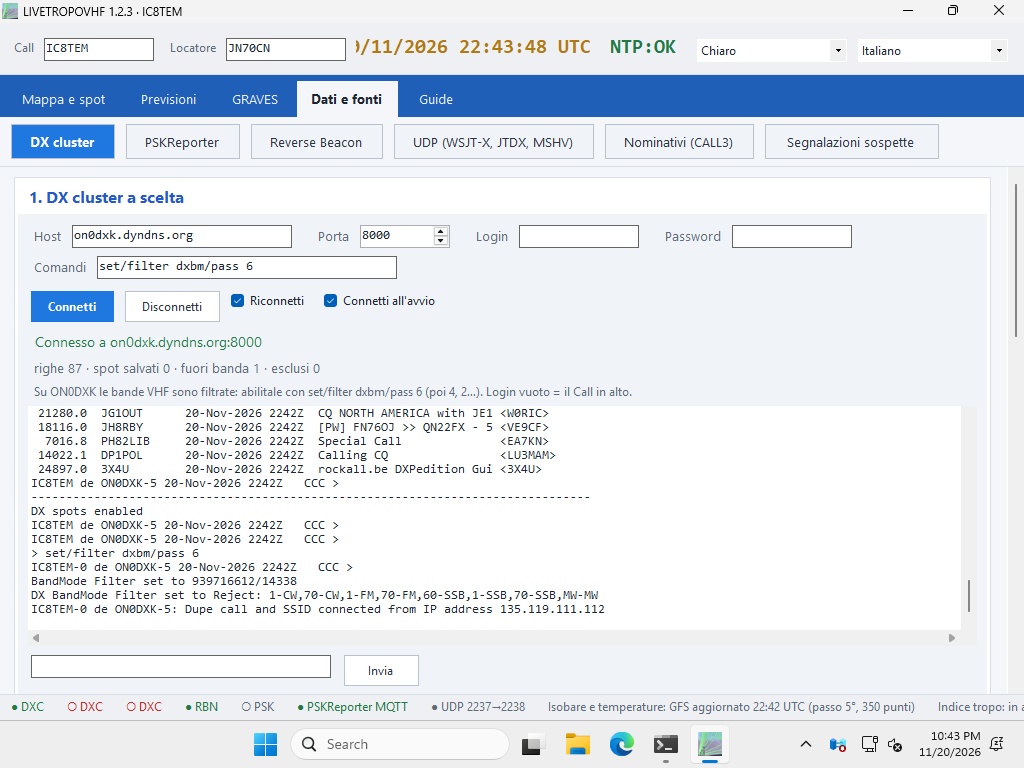 LIVETROPOVHF 1.2.3 · IC8TEM
Call IC8TEM Locatore JN70CN /11/2026 22:43:48 UTC NTP:OK Chiaro Italiano
Mappa e spot Previsioni GRAVES Dati e fonti Guide
DX cluster PSKReporter Reverse Beacon UDP (WSJT-X, JTDX, MSHV) Nominativi (CALL3) Segnalazioni sospette
1. DX cluster a scelta
Host on0dxk.dyndns.org Porta 8000 Login Password
Comandi set/filter dxbm/pass 6
Connetti Disconnetti Riconnetti Connetti all'avvio
Connesso a on0dxk.dyndns.org:8000
righe 87 · spot salvati 0 · fuori banda 1 · esclusi 0
Su ON0DXK le bande VHF sono filtrate: abilitale con set/filter dxbm/pass 6 (poi 4, 2...). Login vuoto = il Call in alto.
21280.0 JG1OUT 20-Nov-2026 2242Z CQ NORTH AMERICA with JE1 <W0RIC>
18116.0 JH8RBY 20-Nov-2026 2242Z [PW] FN76OJ >> QN22FX - 5 <VE9CF>
7016.8 PH82LIB 20-Nov-2026 2242Z Special Call <EA7KN>
14022.1 DP1POL 20-Nov-2026 2242Z Calling CQ <LU3MAM>
24897.0 3X4U 20-Nov-2026 2242Z rockall.be DXPedition Gui <3X4U>
IC8TEM de ON0DXK-5 20-Nov-2026 2242Z CCC >
--------------------------------------------------------------------------------
DX spots enabled
IC8TEM de ON0DXK-5 20-Nov-2026 2242Z CCC >
IC8TEM de ON0DXK-5 20-Nov-2026 2242Z CCC >
> set/filter dxbm/pass 6
IC8TEM-0 de ON0DXK-5 20-Nov-2026 2242Z CCC >
BandMode Filter set to 939716612/14338
DX BandMode Filter set to Reject: 1-CW,70-CW,1-FM,70-FM,60-SSB,1-SSB,70-SSB,MW-MW
IC8TEM-0 de ON0DXK-5: Dupe call and SSID connected from IP address 135.119.111.112
Invia
DXC DXC DXC RBN PSK PSKReporter MQTT UDP 2237→2238 Isobare e temperature: GFS aggiornato 22:42 UTC (passo 5°, 350 punti) Indice tropo: in a
Search
10:43 PM
11/20/2026